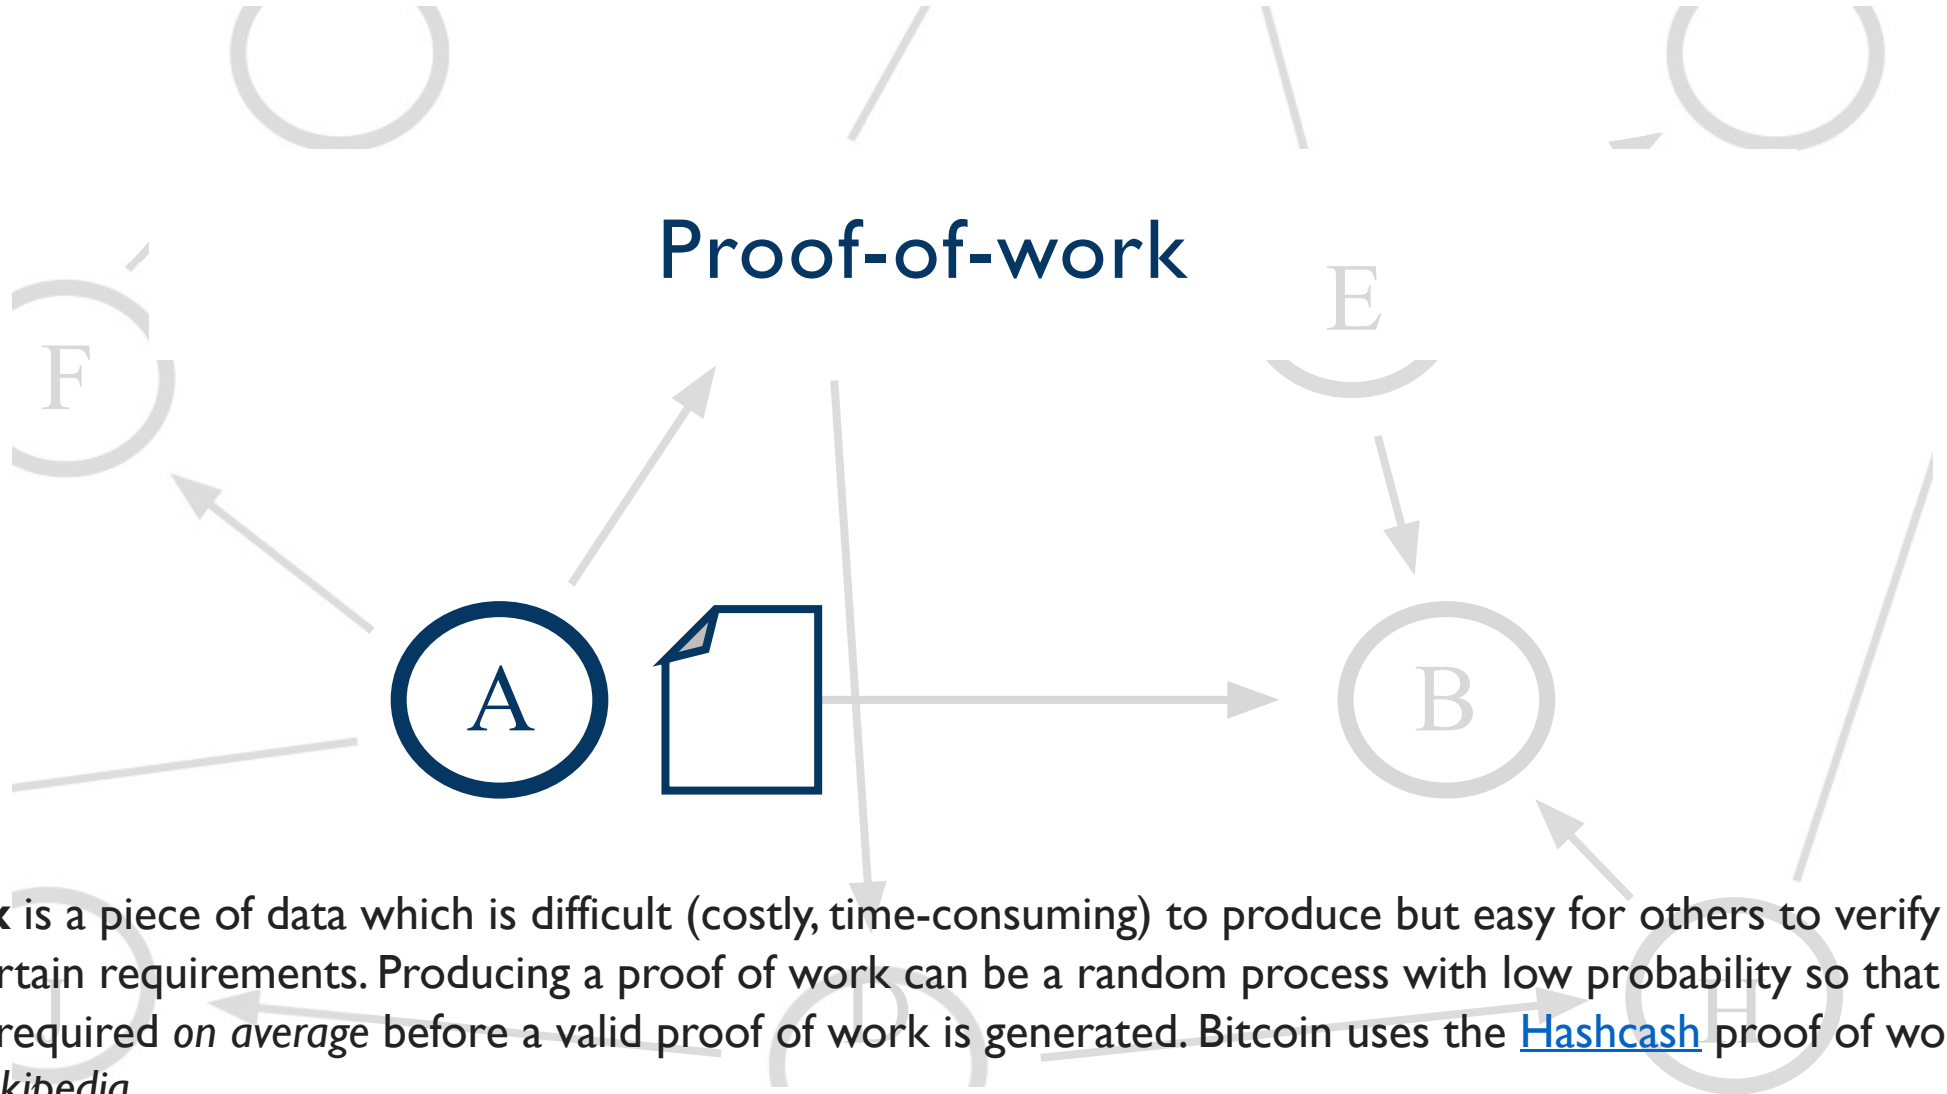 Proof-of-work
E
F
A
B
is a piece of data which is difficult (costly, time-consuming) to produce but easy for others to verify
rtain requirements. Producing a proof of work can be a random process with low probability so that
required on average before a valid proof of work is generated. Bitcoin uses the Hashcash proof of wo
kipedia
D
H